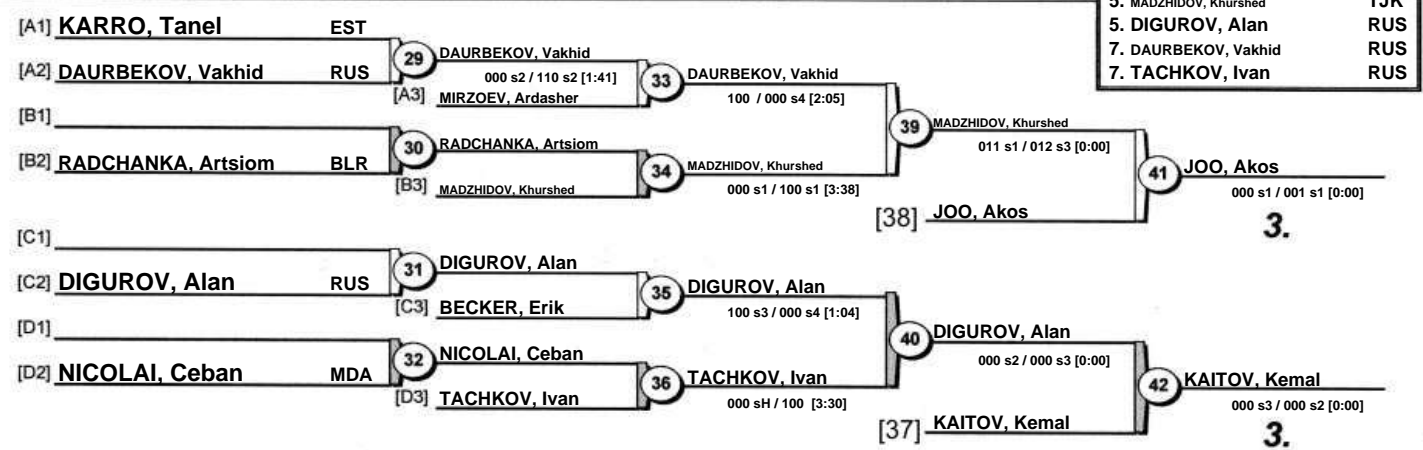 5. MADZHIDOV, Khurshed TJK
5. DIGUROV, Alan RUS
7. DAURBEKOV, Vakhid RUS
7. TACHKOV, Ivan RUS
[A1] KARRO, Tanel EST
[A2] DAURBEKOV, Vakhid RUS
29
DAURBEKOV, Vakhid
000 s2 / 110 s2 [1:41]
[A3] MIRZOEV, Ardasher
33
DAURBEKOV, Vakhid
100 / 000 s4 [2:05]
[B1]
[B2] RADCHANKA, Artsiom BLR
30
RADCHANKA, Artsiom
[B3] MADZHIDOV, Khurshed
34
MADZHIDOV, Khurshed
000 s1 / 100 s1 [3:38]
39
MADZHIDOV, Khurshed
011 s1 / 012 s3 [0:00]
[38] JOO, Akos
41
JOO, Akos
000 s1 / 001 s1 [0:00]
3.
[C1]
[C2] DIGUROV, Alan RUS
31
DIGUROV, Alan
[C3] BECKER, Erik
35
DIGUROV, Alan
100 s3 / 000 s4 [1:04]
[D1]
[D2] NICOLAI, Ceban MDA
32
NICOLAI, Ceban
[D3] TACHKOV, Ivan
36
TACHKOV, Ivan
000 sH / 100 [3:30]
40
DIGUROV, Alan
000 s2 / 000 s3 [0:00]
[37] KAITOV, Kemal
42
KAITOV, Kemal
000 s3 / 000 s2 [0:00]
3.